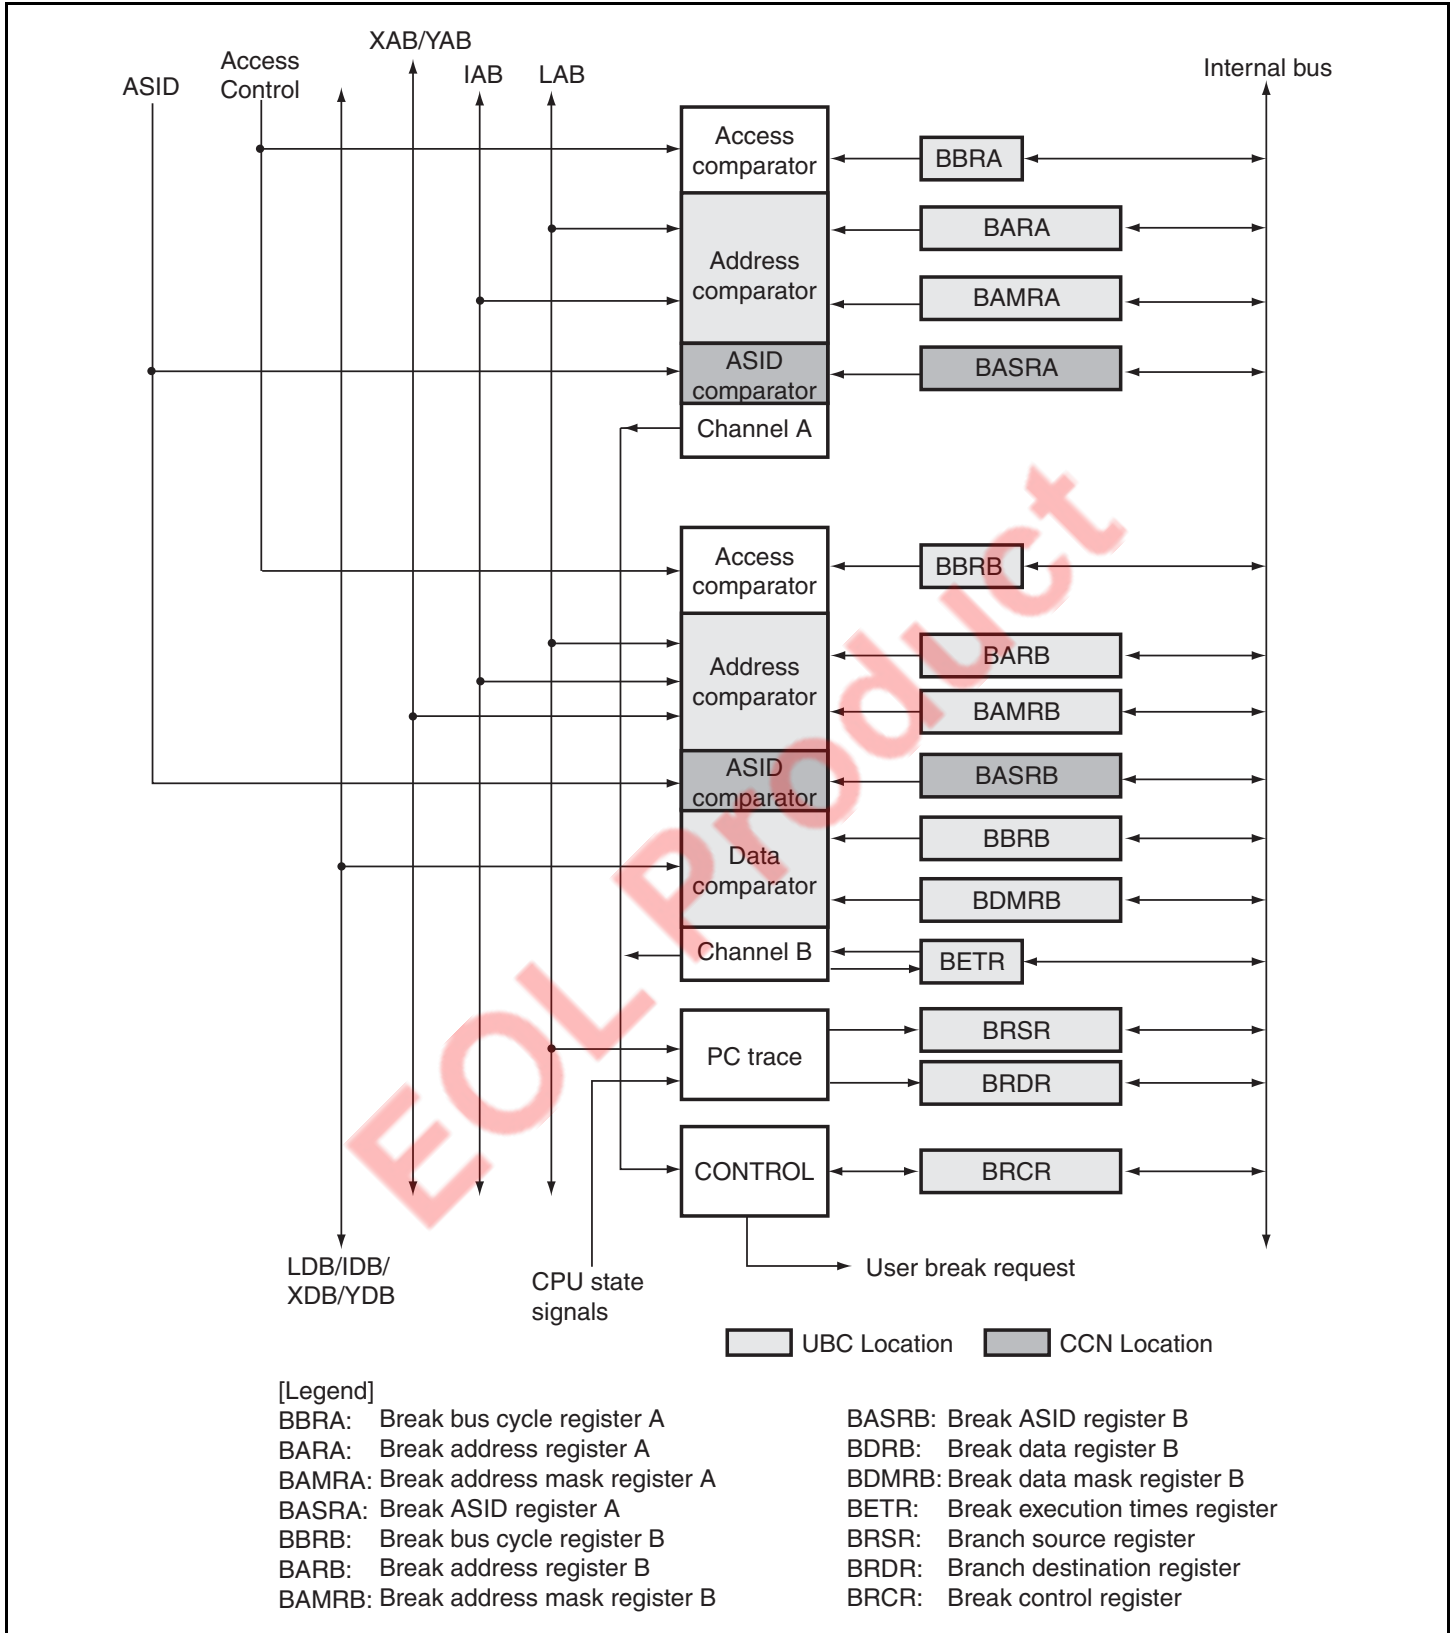 XAB/YAB
Access
Control
ASID
IAB
LAB
Internal bus
Access
comparator
BBRA
BARA
Address
comparator
BAMRA
ASID
comparator
BASRA
Channel A
Access
comparator
BBRB
BARB
Address
comparator
BAMRB
ASID
comparator
BASRB
BBRB
Data
comparator
BDMRB
Channel B
BETR
BRSR
PC trace
BRDR
CONTROL
BRCR
LDB/IDB/
XDB/YDB
CPU state
signals
User break request
UBC Location
CCN Location
EOL Product
[Legend]
BBRA: Break bus cycle register A
BARA: Break address register A
BAMRA: Break address mask register A
BASRA: Break ASID register A
BBRB: Break bus cycle register B
BARB: Break address register B
BAMRB: Break address mask register B
BASRB: Break ASID register B
BDRB: Break data register B
BDMRB: Break data mask register B
BETR: Break execution times register
BRSR: Branch source register
BRDR: Branch destination register
BRCR: Break control register